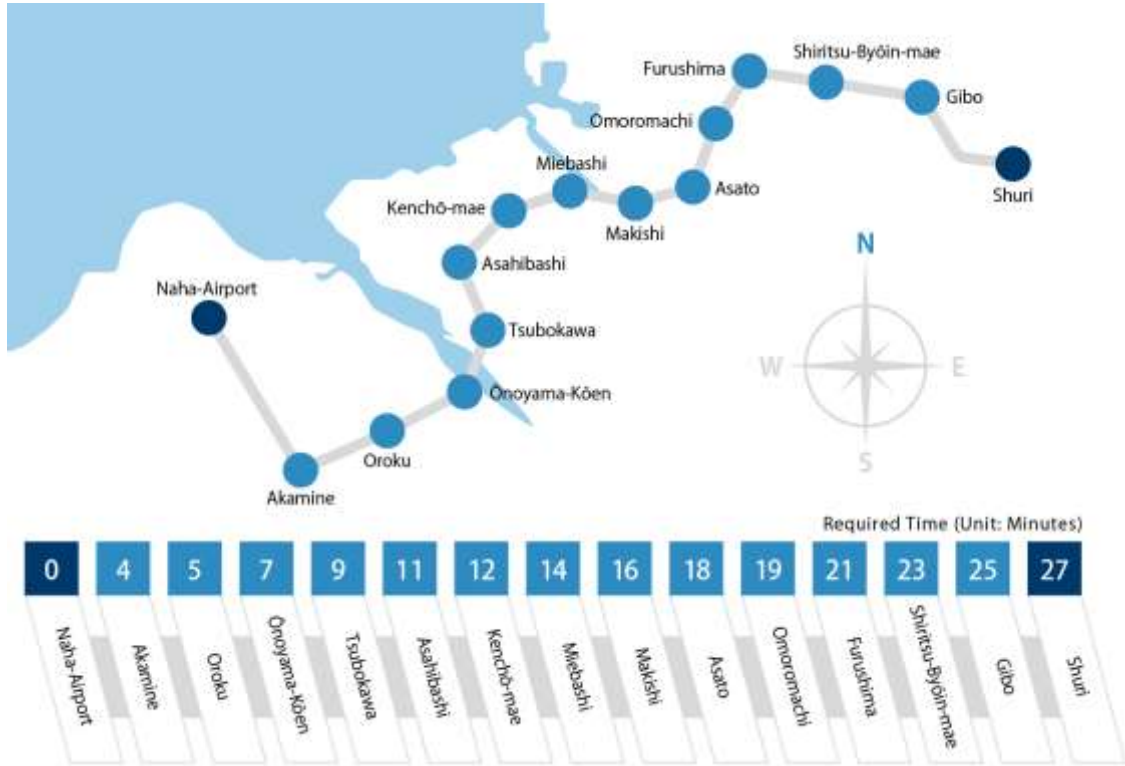 Shiritsu-Byōin-mae
Furushima
Gibo
Omoromachi
Miebashi
Asato
Shuri
Kenchō-mae
Makishi
N
Asahibashi
Naha-Airport
Tsubokawa
W
E
Ōnoyama-Kōen
Oroku
S
Akamine
Required Time (Unit: Minutes)
0 4 5 7 9 11 12 14 16 18 19 21 23 25 27
Naha-Airport
Akamine
Oroku
Ōnoyama-Kōen
Tsubokawa
Asahibashi
Kenchō-mae
Miebashi
Makishi
Asato
Omoromachi
Furushima
Shiritsu-Byōin-mae
Gibo
Shuri